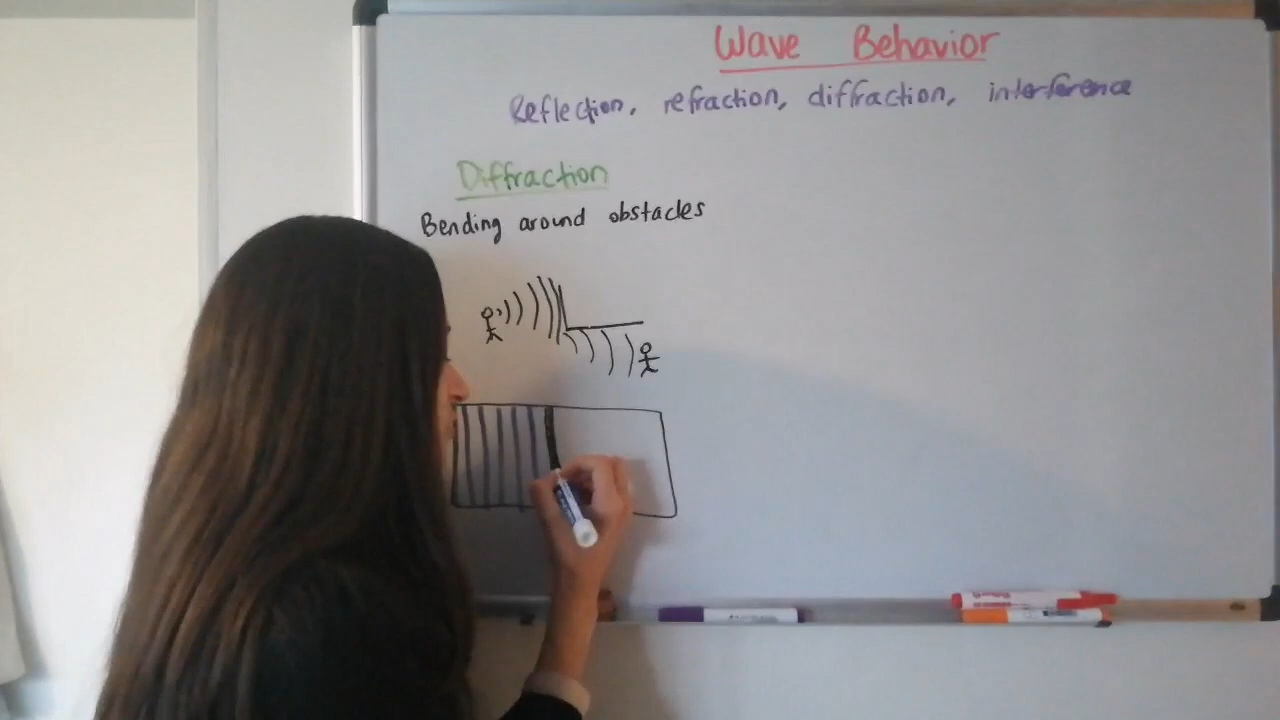 Wave Behavior
Reflection, refraction, diffraction, interference
Diffraction
Bending around obstacles